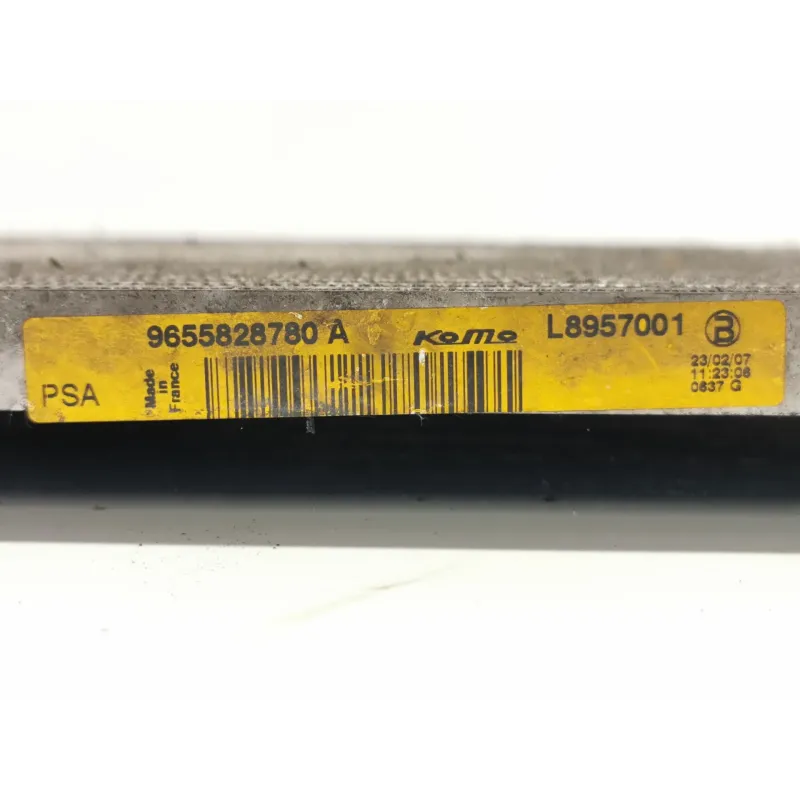 9655828780 A KoMo L8957001 B
PSA
Made
in
France
23/02/07
11:23:06
0637 G